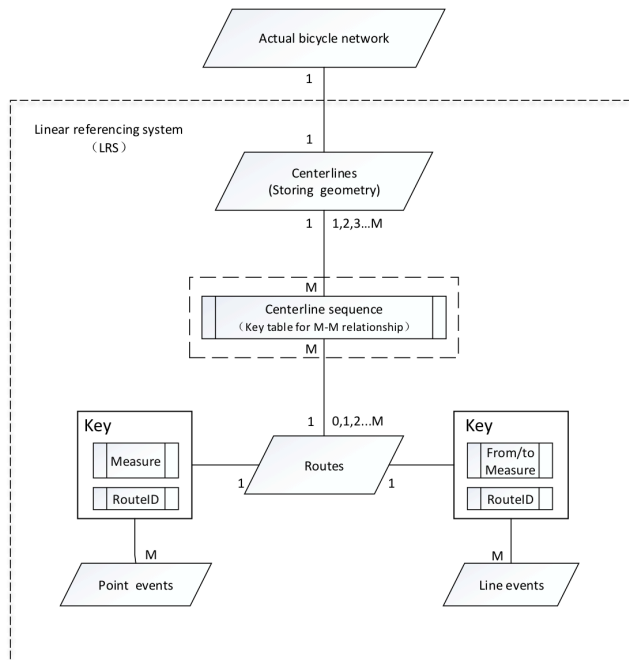 Actual bicycle network
1
Linear referencing system
（LRS）
1
Centerlines
(Storing geometry)
1
1,2,3...M
M
Centerline sequence
（Key table for M-M relationship）
M
1
0,1,2...M
Key
Measure
RouteID
1
Routes
1
Key
From/to
Measure
RouteID
M
Point events
M
Line events